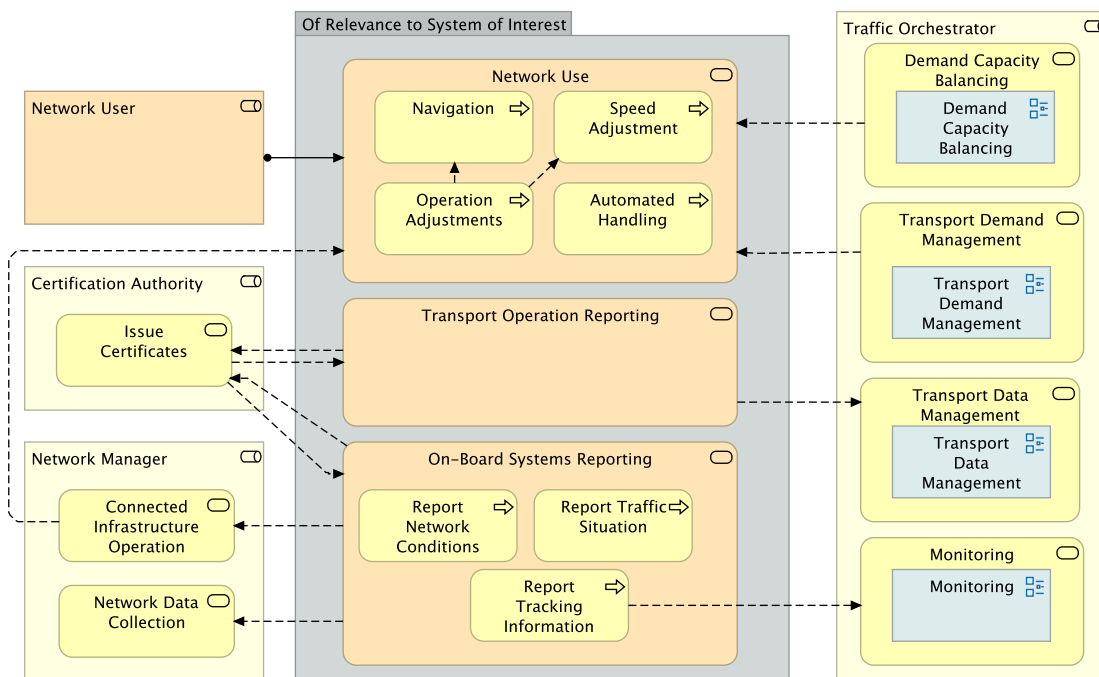 Of Relevance to System of Interest
Network User
Network Use
Navigation
Speed
Adjustment
Operation
Adjustments
Automated
Handling
Certification Authority
Issue
Certificates
Transport Operation Reporting
Network Manager
Connected
Infrastructure
Operation
Network Data
Collection
On-Board Systems Reporting
Report
Network
Conditions
Report Traffic
Situation
Report
Tracking
Information
Traffic Orchestrator
Demand Capacity
Balancing
Demand
Capacity
Balancing
Transport Demand
Management
Transport
Demand
Management
Transport Data
Management
Transport
Data
Management
Monitoring
Monitoring